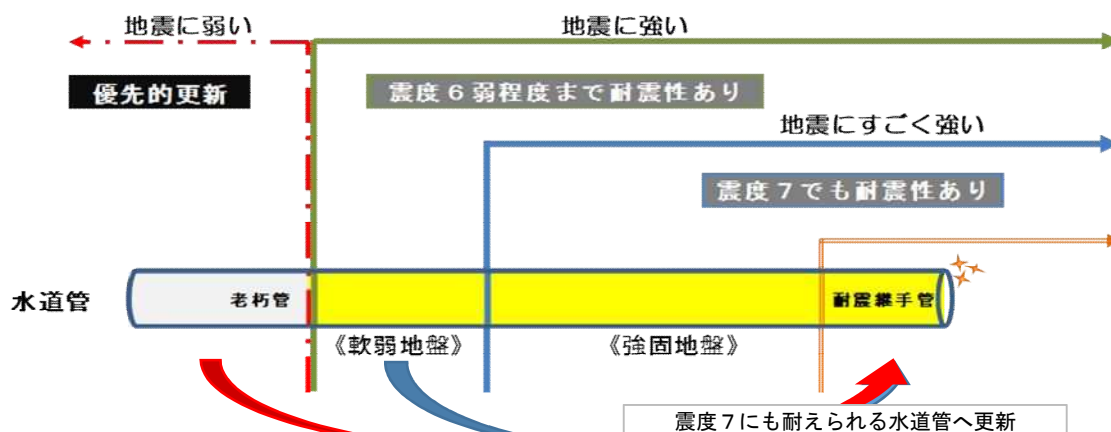 地震に弱い
地震に強い
優先的更新
震度６弱程度まで耐震性あり
地震にすごく強い
震度７でも耐震性あり
水道管
老朽管
耐震継手管
《軟弱地盤》
《強固地盤》
震度７にも耐えられる水道管へ更新